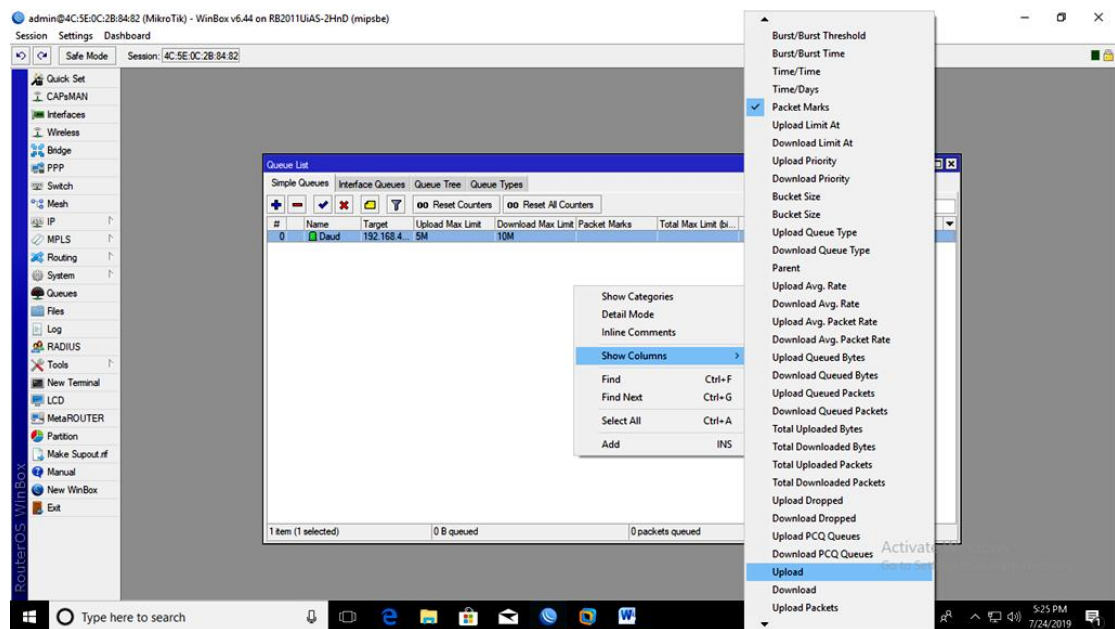 admin@4C:5E:0C:2B:84:82 (MikroTik) - WinBox v6.44 on RB2011UiAS-2HnD (mipsbe)
Session Settings Dashboard
Safe Mode Session: 4C:5E:0C:2B:84:82
Quick Set
CAPsMAN
Interfaces
Wireless
Bridge
PPP
Switch
Mesh
IP
MPLS
Routing
System
Queues
Files
Log
RADIUS
Tools
New Terminal
LCD
MetaROUTER
Partition
Make Supout.rif
Manual
New WinBox
Exit
RouterOS WinBox
Queue List
Simple Queues Interface Queues Queue Tree Queue Types
00 Reset Counters 00 Reset All Counters
# Name Target Upload Max Limit Download Max Limit Packet Marks Total Max Limit (bi...
0 Daud 192.168.4... 5M 10M
1 item (1 selected) 0 B queued 0 packets queued
Show Categories
Detail Mode
Inline Comments
Show Columns
Find Ctrl+F
Find Next Ctrl+G
Select All Ctrl+A
Add INS
Burst/Burst Threshold
Burst/Burst Time
Time/Time
Time/Days
Packet Marks
Upload Limit At
Download Limit At
Upload Priority
Download Priority
Bucket Size
Bucket Size
Upload Queue Type
Download Queue Type
Parent
Upload Avg. Rate
Download Avg. Rate
Upload Avg. Packet Rate
Download Avg. Packet Rate
Upload Queued Bytes
Download Queued Bytes
Upload Queued Packets
Download Queued Packets
Total Uploaded Bytes
Total Downloaded Bytes
Total Uploaded Packets
Total Downloaded Packets
Upload Dropped
Download Dropped
Upload PCQ Queues
Download PCQ Queues
Upload
Download
Upload Packets
Type here to search
5:25 PM
7/24/2019